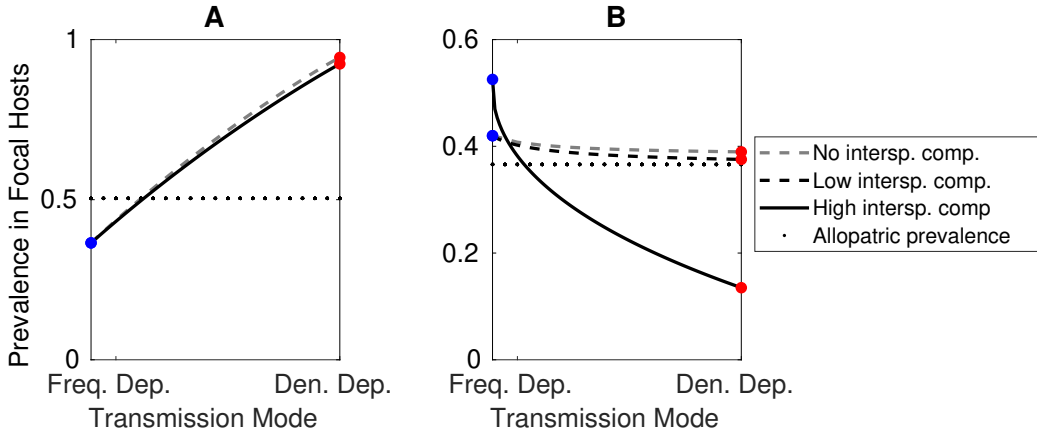 A
B
Prevalence in Focal Hosts
1
0.5
0
Freq. Dep.
Den. Dep.
Transmission Mode
0.6
0.4
0.2
0
Freq. Dep.
Den. Dep.
Transmission Mode
No intersp. comp.
Low intersp. comp.
High intersp. comp
Allopatric prevalence